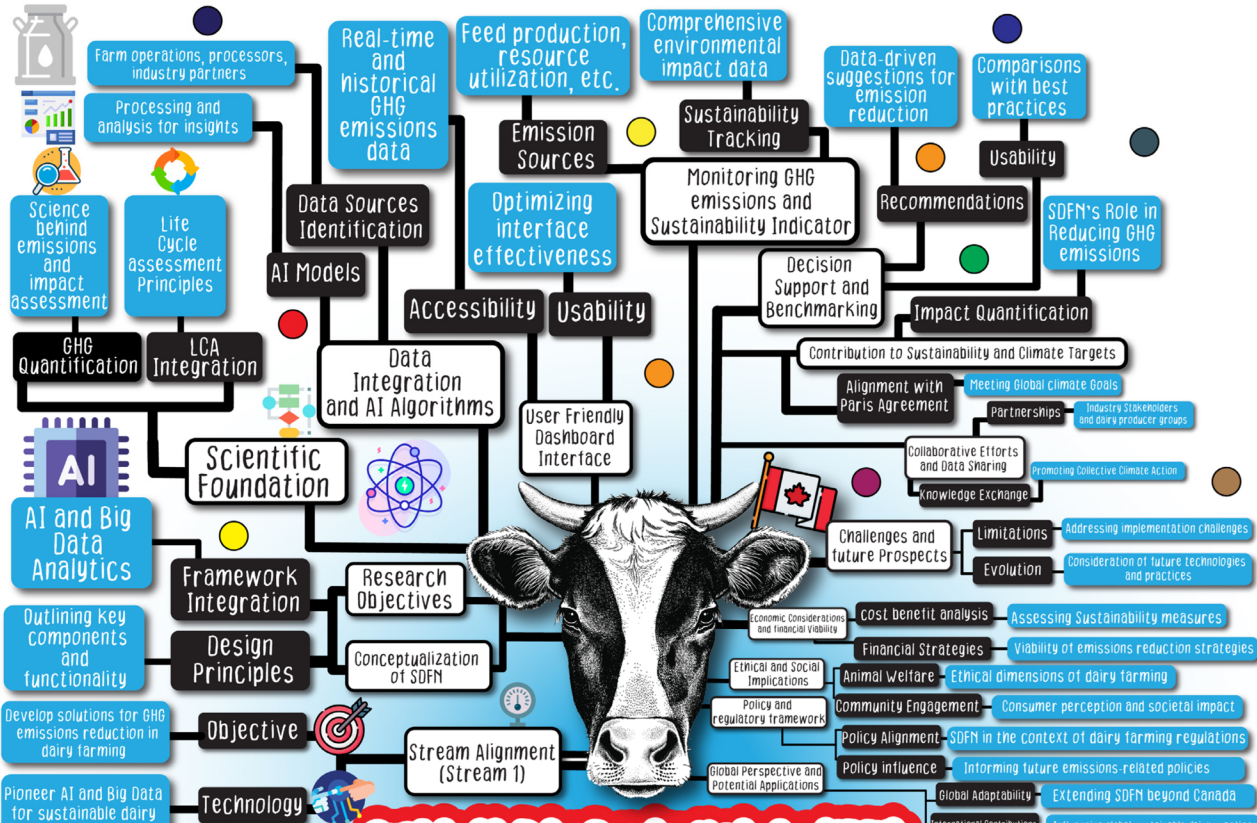 Farm operations, processors,
industry partners
Processing and
analysis for insights
Real-time
and
historical
GHG
emissions
data
Feed production,
resource
utilization, etc.
Comprehensive
environmental
impact data
Data-driven
suggestions for
emission
reduction
Comparisons
with best
practices
Emission
Sources
Sustainability
Tracking
Usability
Science
behind
emissions
and
impact
assessment
Life
Cycle
assessment
Principles
Data Sources
Identification
AI Models
Optimizing
interface
effectiveness
Monitoring GHG
emissions and
Sustainability Indicator
Recommendations
SDFN's Role in
Reducing GHG
emissions
Accessibility
Usability
Decision
Support and
Benchmarking
Impact Quantification
GHG
Quantification
LCA
Integration
Data
Integration
and AI Algorithms
Contribution to Sustainability and Climate Targets
Alignment with
Paris Agreement
Meeting Global climate Goals
User Friendly
Dashboard
Interface
Partnerships
Industry Stakeholders
and dairy producer groups
AI
Scientific
Foundation
Collaborative Efforts
and Data Sharing
Promoting Collective Climate Action
Knowledge Exchange
AI and Big
Data
Analytics
Challenges and
future Prospects
Limitations
Addressing implementation challenges
Evolution
Consideration of future technologies
and practices
Framework
Integration
Research
Objectives
Outlining key
components
and
functionality
Design
Principles
Conceptualization
of SDFN
Economic Considerations
and financial Viability
Cost benefit analysis
Assessing Sustainability measures
Financial Strategies
Viability of emissions reduction strategies
Ethical and Social
Implications
Animal Welfare
Ethical dimensions of dairy farming
Community Engagement
Consumer perception and societal impact
Policy and
regulatory framework
Policy Alignment
SDFN in the context of dairy farming regulations
Policy influence
Informing future emissions-related policies
Develop solutions for GHG
emissions reduction in
dairy farming
Objective
Stream Alignment
(Stream 1)
Global Perspective and
Potential Applications
Global Adaptability
Extending SDFN beyond Canada
Pioneer AI and Big Data
for sustainable dairy
Technology